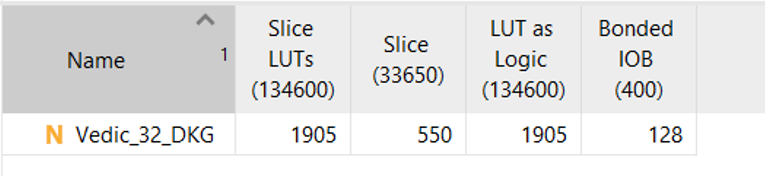 Name 1
Slice LUTs (134600)
Slice (33650)
LUT as Logic (134600)
Bonded IOB (400)
N Vedic_32_DKG 1905 550 1905 128